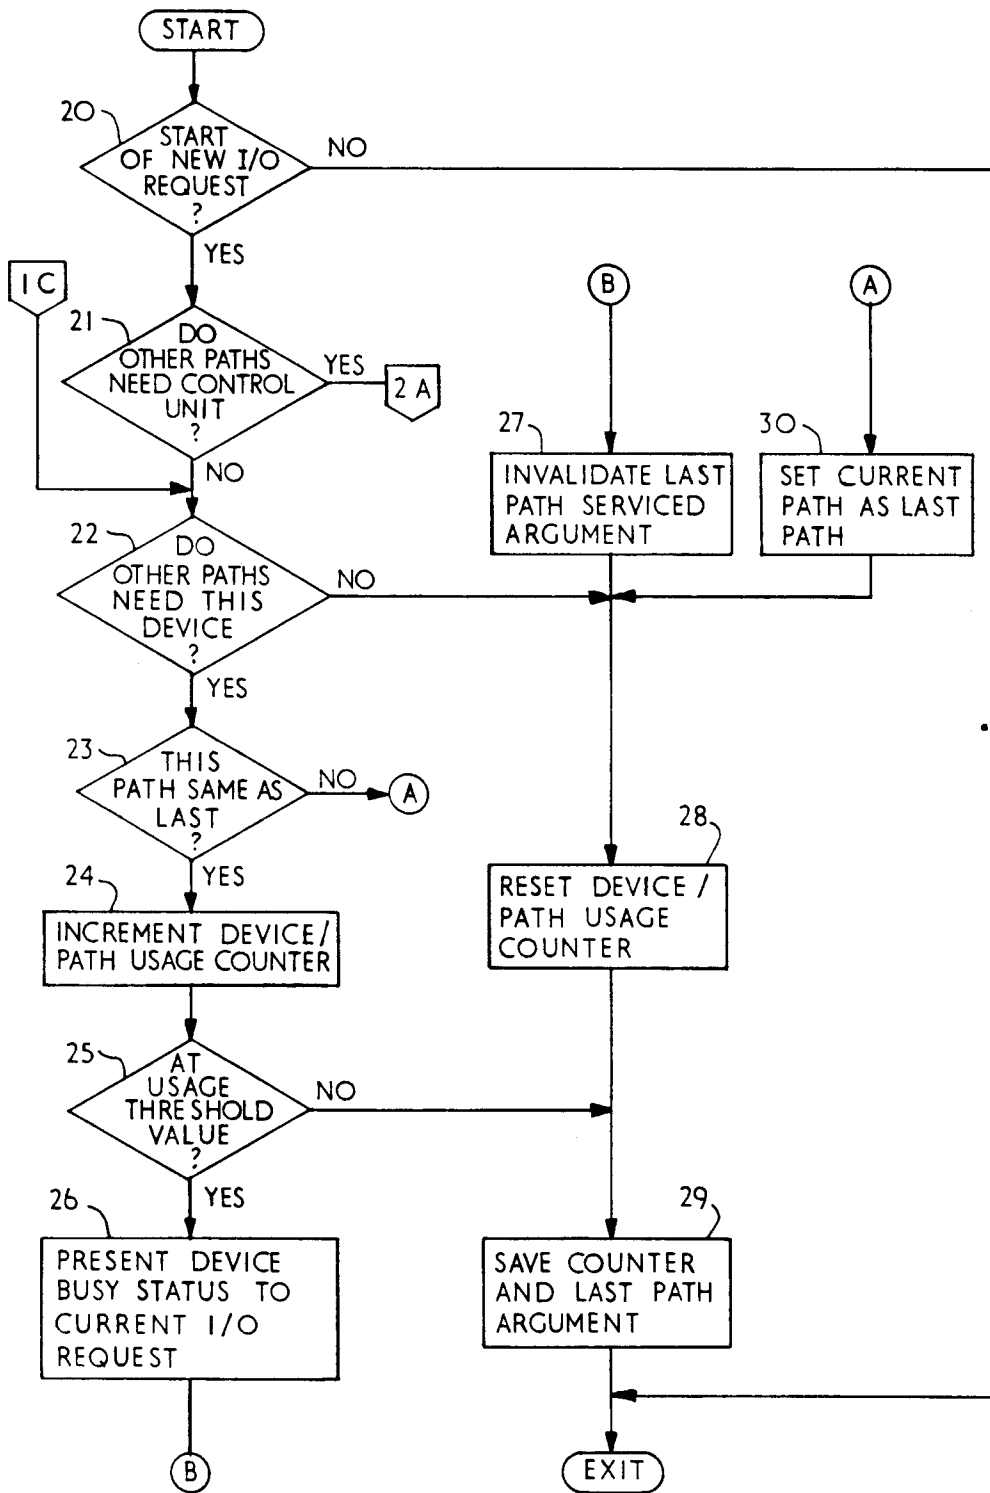 START
20
START
OF NEW I/O
REQUEST
?
NO
YES
1C
B
A
21
DO
OTHER PATHS
NEED CONTROL
UNIT
?
YES
2A
NO
27
INVALIDATE LAST
PATH SERVICED
ARGUMENT
30
SET CURRENT
PATH AS LAST
PATH
22
DO
OTHER PATHS
NEED THIS
DEVICE
?
NO
YES
23
THIS
PATH SAME AS
LAST
?
NO
A
YES
28
RESET DEVICE/
PATH USAGE
COUNTER
24
INCREMENT DEVICE/
PATH USAGE COUNTER
25
AT
USAGE
THRESHOLD
VALUE
?
NO
YES
26
PRESENT DEVICE
BUSY STATUS TO
CURRENT I/O
REQUEST
29
SAVE COUNTER
AND LAST PATH
ARGUMENT
B
EXIT